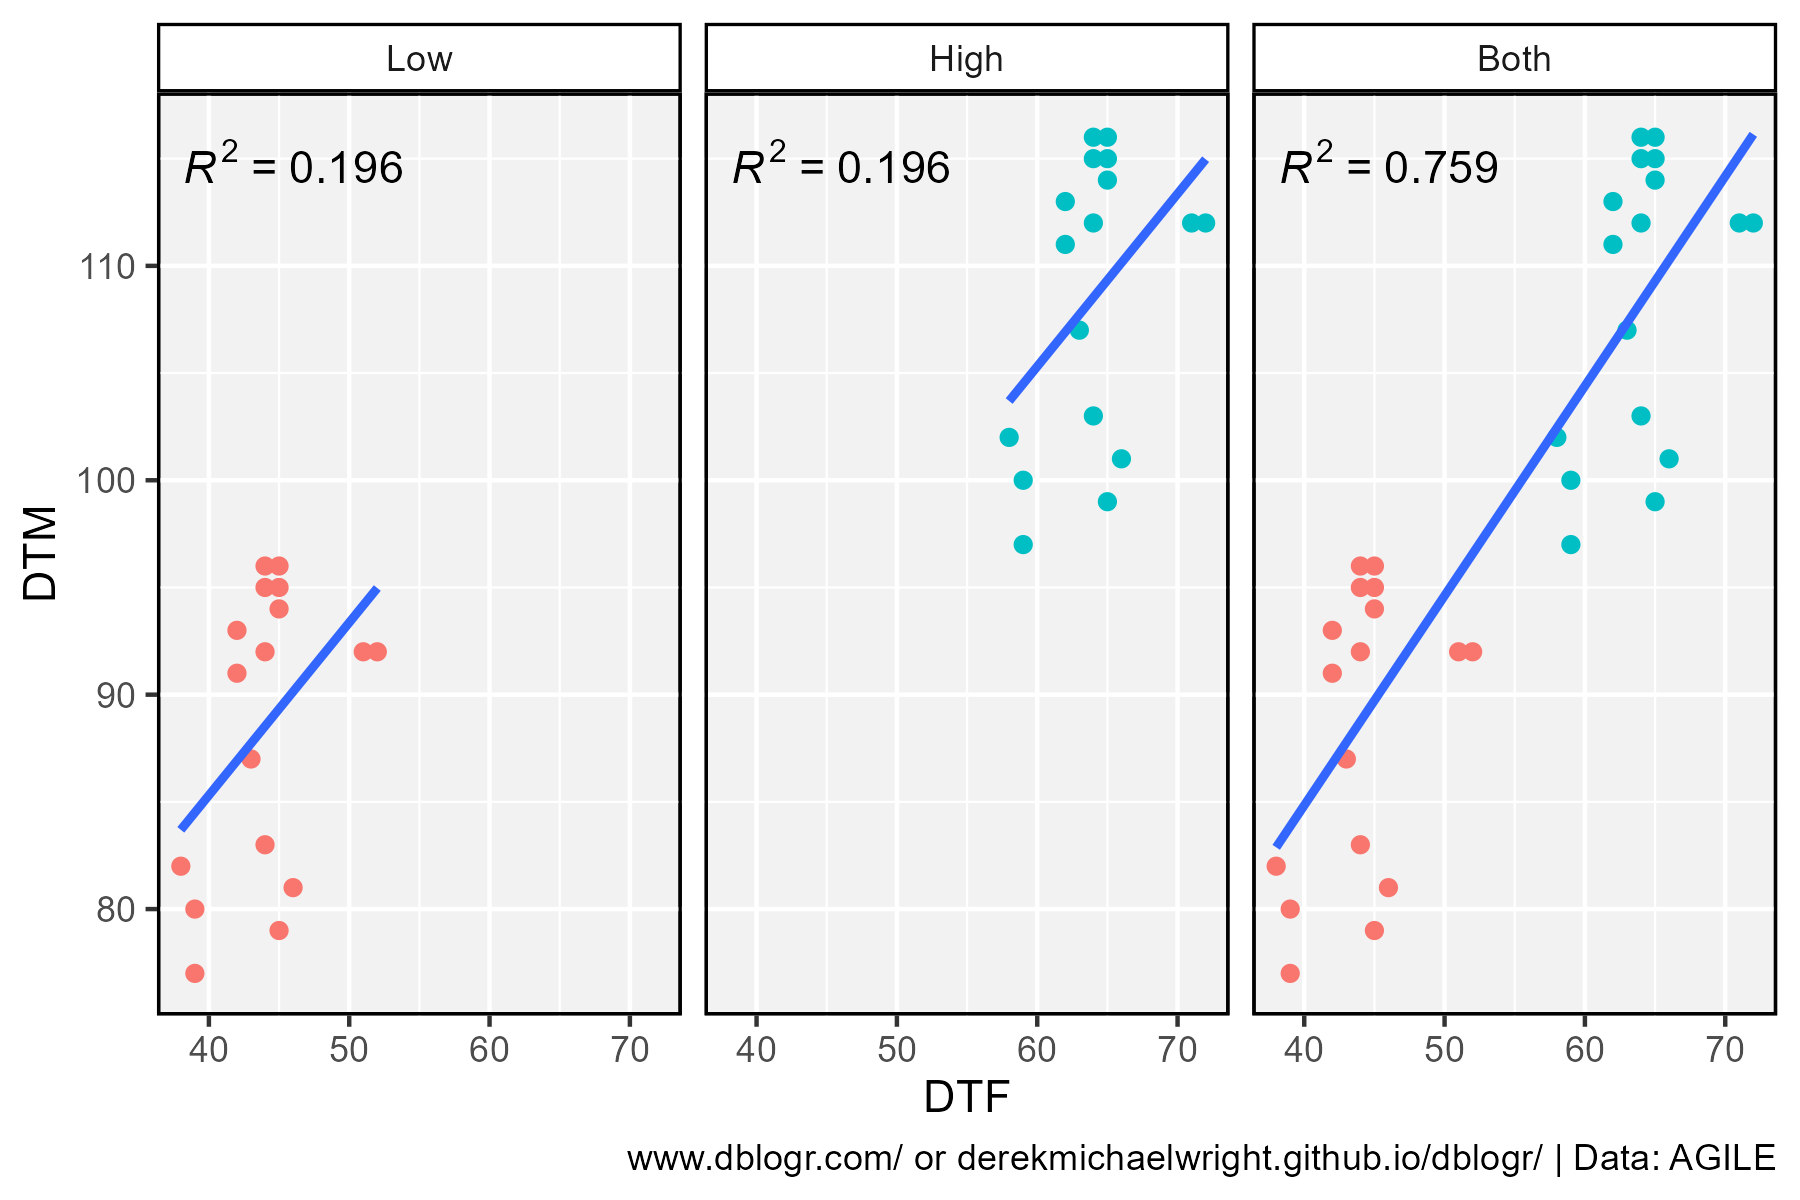 Low High Both
R² = 0.196 R² = 0.196 R² = 0.759
110
100
90
80
DTM
40 50 60 70 40 50 60 70 40 50 60 70
DTF
www.dblogr.com/ or derekmichaelwright.github.io/dblogr/ | Data: AGILE